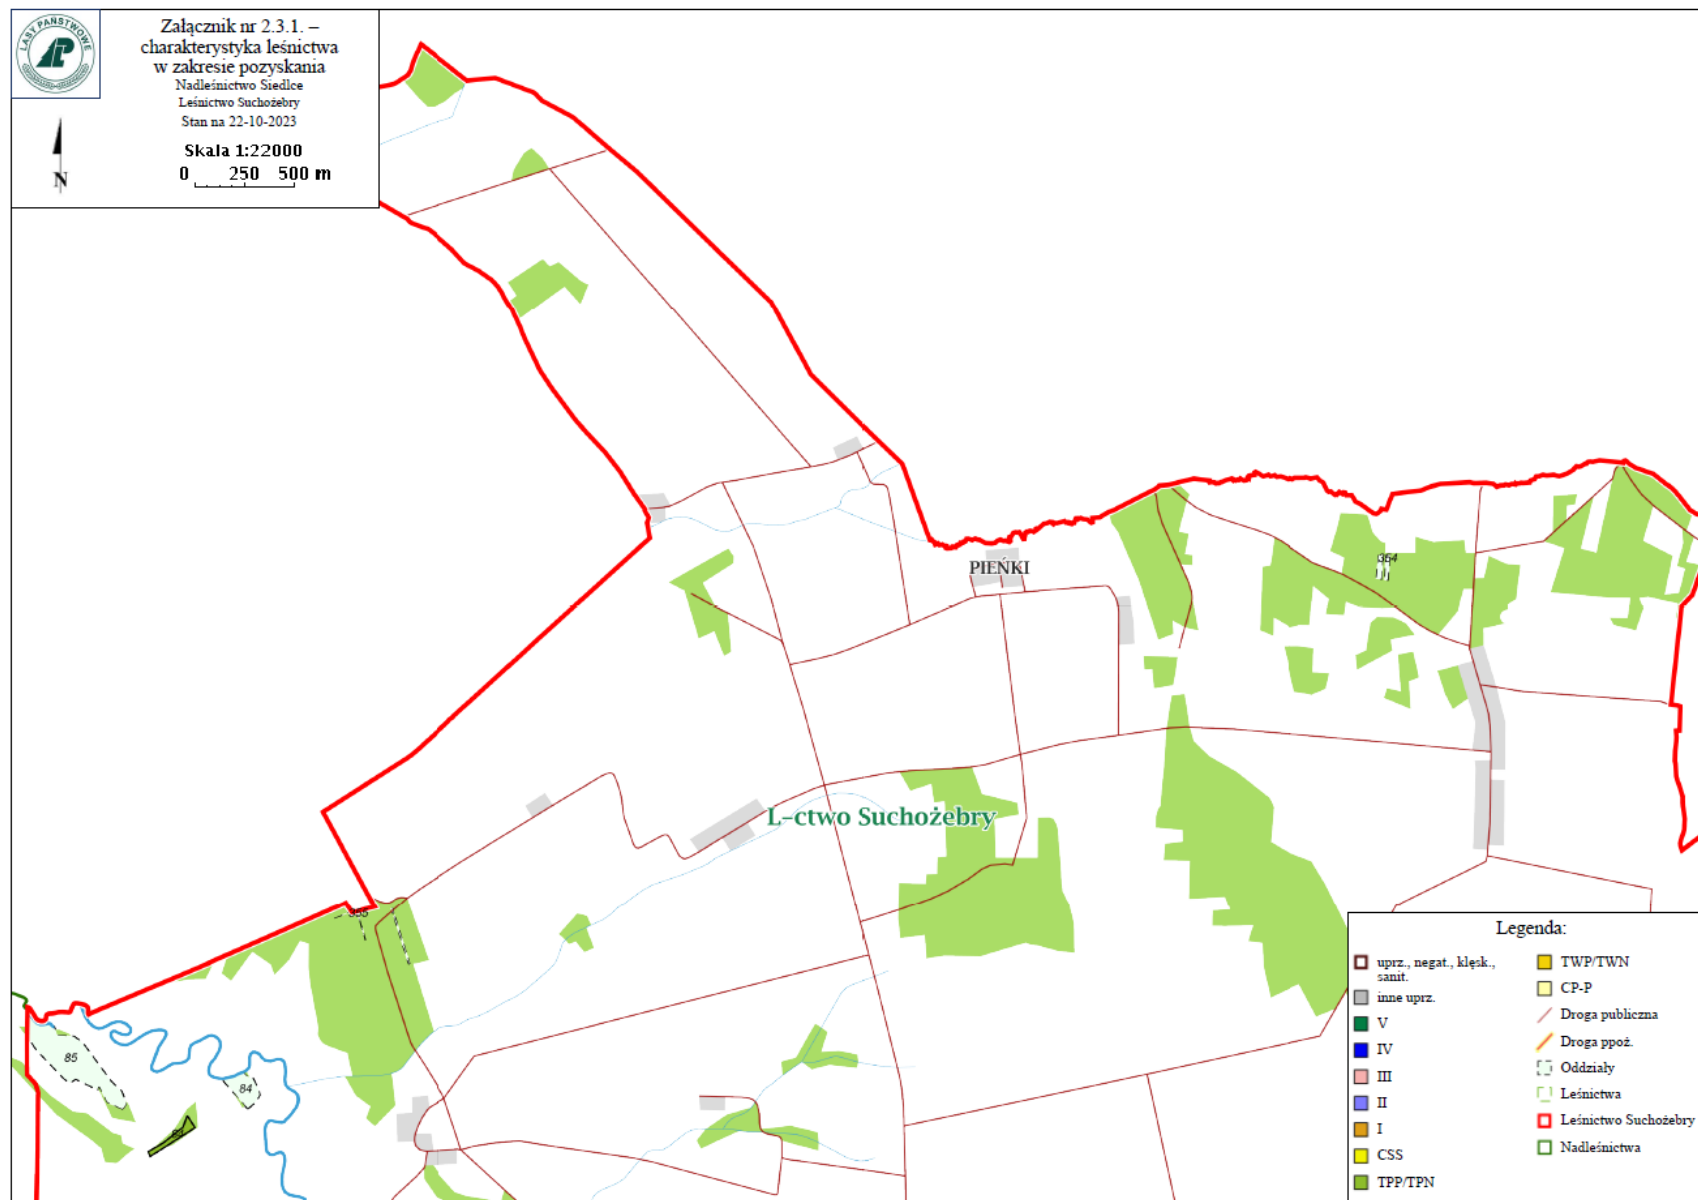 LASY PAŃSTWOWE
Załącznik nr 2.3.1. –
charakterystyka leśnictwa
w zakresie pozyskania
Nadleśnictwo Siedlce
Leśnictwo Suchożebry
Stan na 22-10-2023
Skala 1:22000
0 250 500 m
N
PIEŃKI
354
L-ctwo Suchożebry
355
85
84
Legenda:
uprz., negat., klęsk.,
sanit.
inne uprz.
V
IV
III
II
I
CSS
TPP/TPN
TWP/TWN
CP-P
Droga publiczna
Droga ppoż.
Oddziały
Leśnictwa
Leśnictwo Suchożebry
Nadleśnictwa